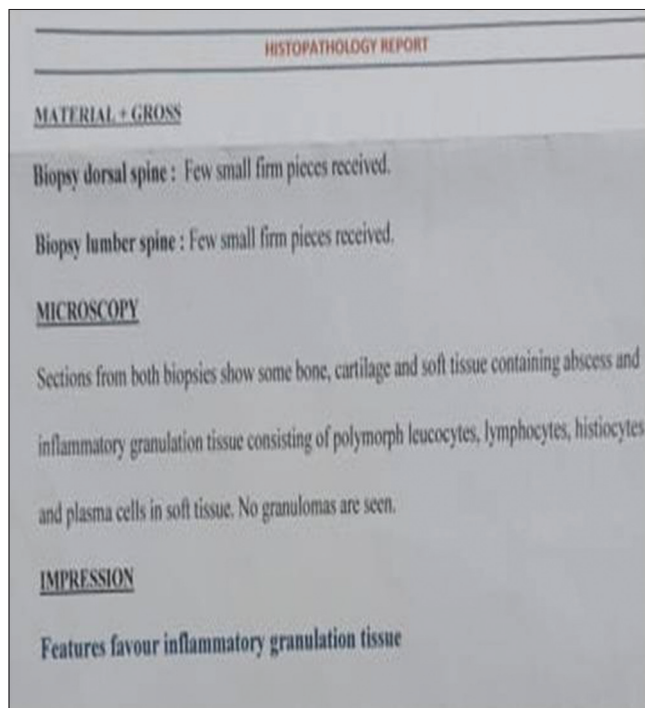 HISTOPATHOLOGY REPORT
MATERIAL + GROSS
Biopsy dorsal spine : Few small firm pieces received.
Biopsy lumber spine : Few small firm pieces received.
MICROSCOPY
Sections from both biopsies show some bone, cartilage and soft tissue containing abscess and
inflammatory granulation tissue consisting of polymorph leucocytes, lymphocytes, histiocytes
and plasma cells in soft tissue. No granulomas are seen.
IMPRESSION
Features favour inflammatory granulation tissue